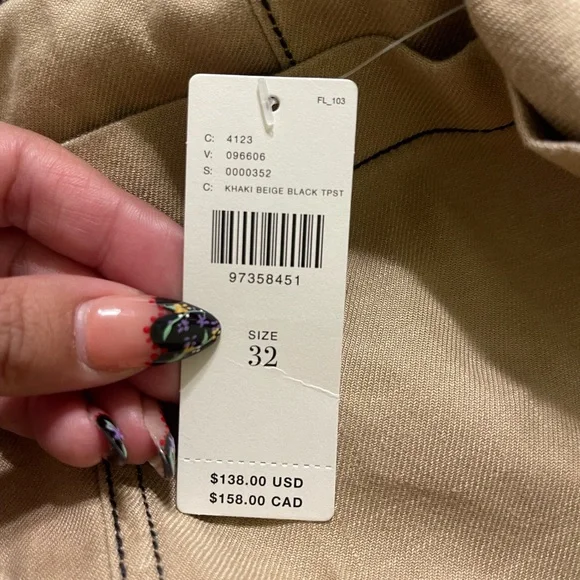 FL_103
C: 4123
V: 096606
S: 0000352
C: KHAKI BEIGE BLACK TPST
97358451
SIZE
32
$138.00 USD
$158.00 CAD